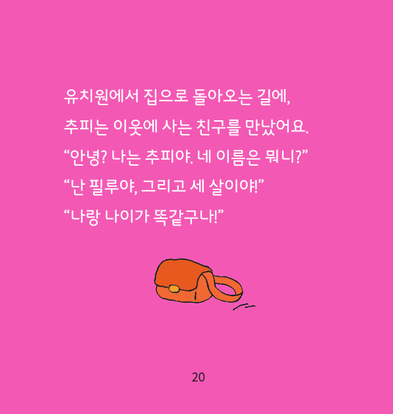 유치원에서 집으로 돌아오는 길에,
추피는 이웃에 사는 친구를 만났어요.
“안녕? 나는 추피야. 네 이름은 뭐니?”
“난 필루야, 그리고 세 살이야!”
“나랑 나이가 똑같구나!”
20